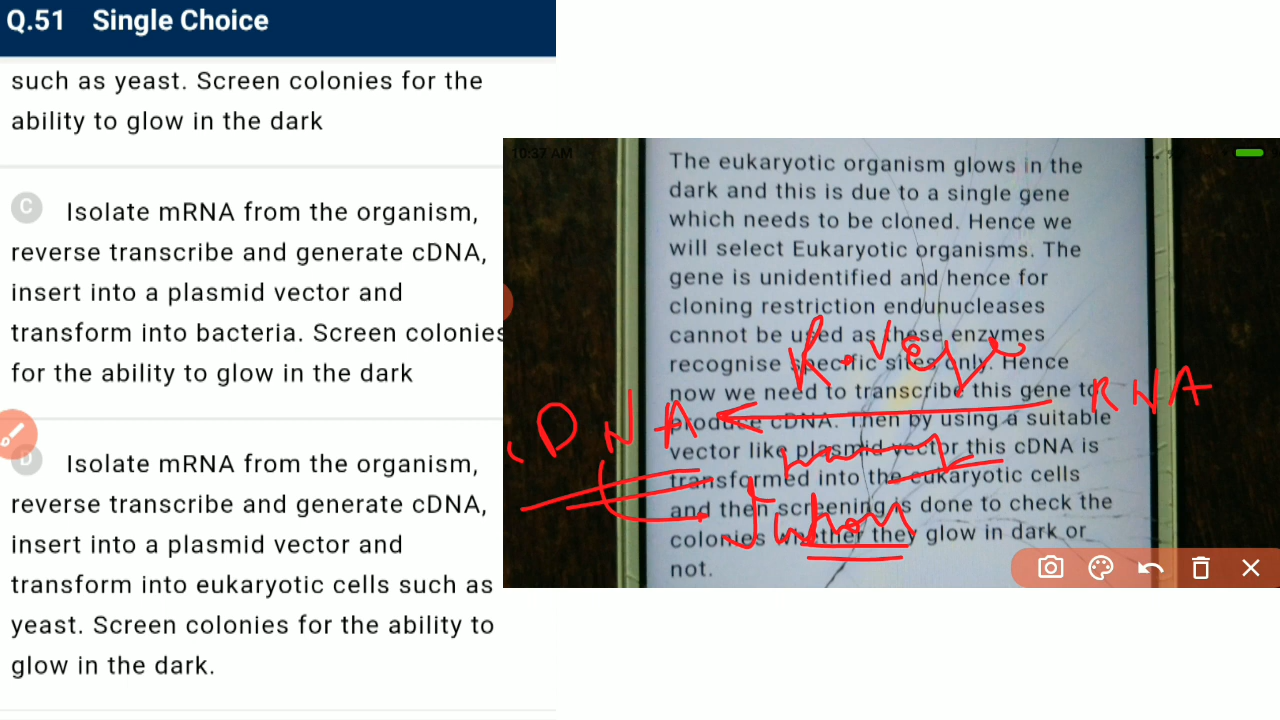 Q.51 Single Choice
such as yeast. Screen colonies for the
ability to glow in the dark
C Isolate mRNA from the organism,
reverse transcribe and generate cDNA,
insert into a plasmid vector and
transform into bacteria. Screen colonies
for the ability to glow in the dark
D Isolate mRNA from the organism,
reverse transcribe and generate cDNA,
insert into a plasmid vector and
transform into eukaryotic cells such as
yeast. Screen colonies for the ability to
glow in the dark.
10:37 AM
The eukaryotic organism glows in the
dark and this is due to a single gene
which needs to be cloned. Hence we
will select Eukaryotic organisms. The
gene is unidentified and hence for
cloning restriction endunucleases
cannot be used as these enzymes
recognise specific sites only. Hence
now we need to transcribe this gene to
produce cDNA. Then by using a suitable
vector like plasmid vector this cDNA is
transformed into the eukaryotic cells
and then screening is done to check the
colonies whether they glow in dark or
not.
RNA
cDNA